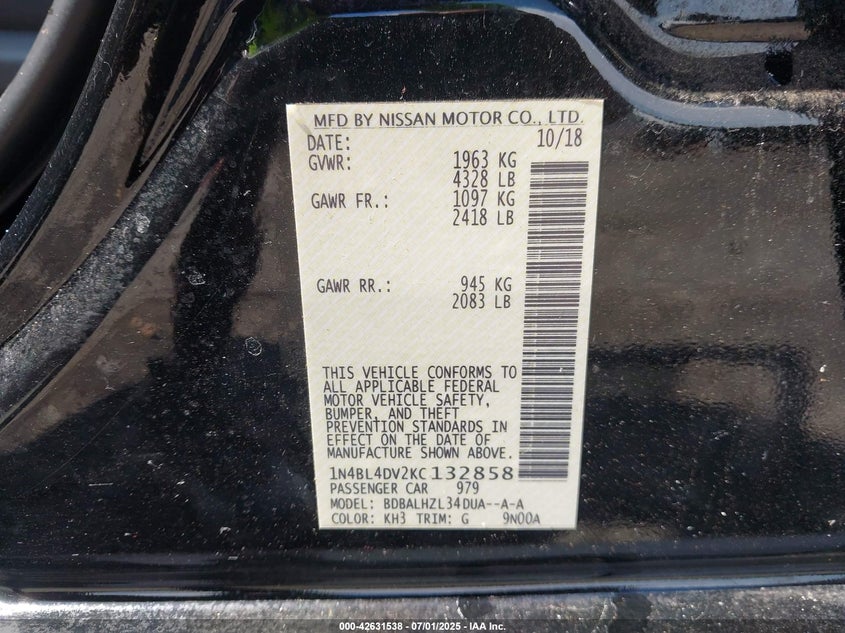 MFD BY NISSAN MOTOR CO., LTD.
DATE: 10/18
GVWR: 1963 KG
4328 LB
GAWR FR.: 1097 KG
2418 LB
GAWR RR.: 945 KG
2083 LB
THIS VEHICLE CONFORMS TO
ALL APPLICABLE FEDERAL
MOTOR VEHICLE SAFETY,
BUMPER, AND THEFT
PREVENTION STANDARDS IN
EFFECT ON THE DATE OF
MANUFACTURE SHOWN ABOVE.
1N4BL4DV2KC132858
PASSENGER CAR 979
MODEL: BDBALHZL34DUA--A-A
COLOR: KH3 TRIM: G 9N00A
000-42631538 - 07/01/2025 - IAA Inc.